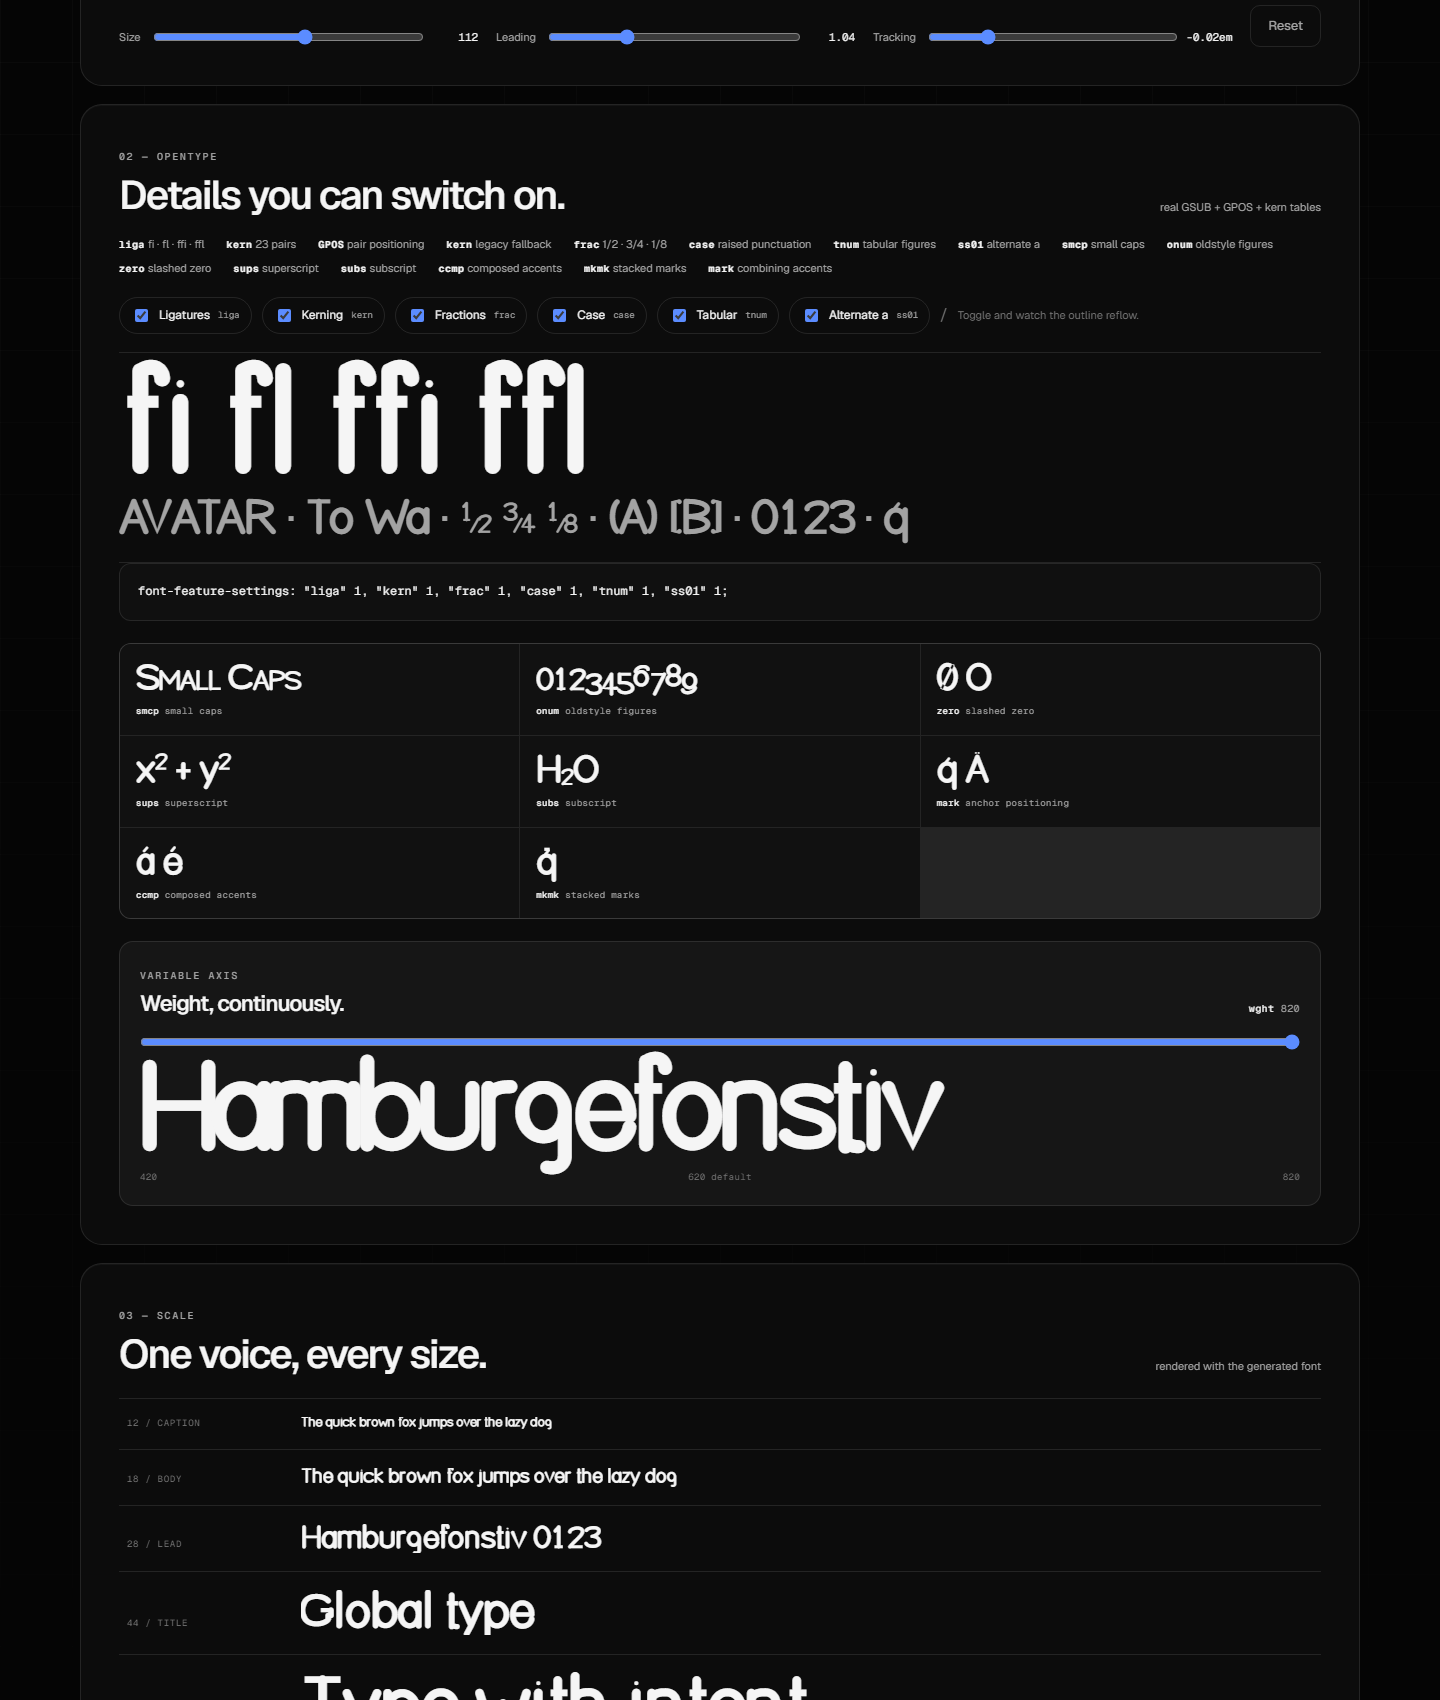 Size 112 Leading 1.04 Tracking -0.02em Reset
02 — OPENTYPE
Details you can switch on.
real GSUB + GPOS + kern tables
liga fi · fl · ffi · ffl kern 23 pairs GPOS pair positioning kern legacy fallback frac 1/2 · 3/4 · 1/8 case raised punctuation tnum tabular figures ss01 alternate a smcp small caps onum oldstyle figures
zero slashed zero sups superscript subs subscript ccmp composed accents mkmk stacked marks mark combining accents
Ligatures liga Kerning kern Fractions frac Case case Tabular tnum Alternate a ss01 / Toggle and watch the outline reflow.
fi fl ffi ffl
AVATAR · To Wa · 1/2 3/4 1/8 · (A) [B] · 0123 · q́
font-feature-settings: "liga" 1, "kern" 1, "frac" 1, "case" 1, "tnum" 1, "ss01" 1;
Small Caps
smcp small caps
0123456789
onum oldstyle figures
0 O
zero slashed zero
x² + y²
sups superscript
H₂O
subs subscript
q́ Ä
mark anchor positioning
á é
ccmp composed accents
mkmk stacked marks
VARIABLE AXIS
Weight, continuously.
wght 820
Hamburgefonstiv
420 620 default 820
03 — SCALE
One voice, every size.
rendered with the generated font
12 / CAPTION The quick brown fox jumps over the lazy dog
18 / BODY The quick brown fox jumps over the lazy dog
28 / LEAD Hamburgefonstiv 0123
44 / TITLE Global type
Type with intent